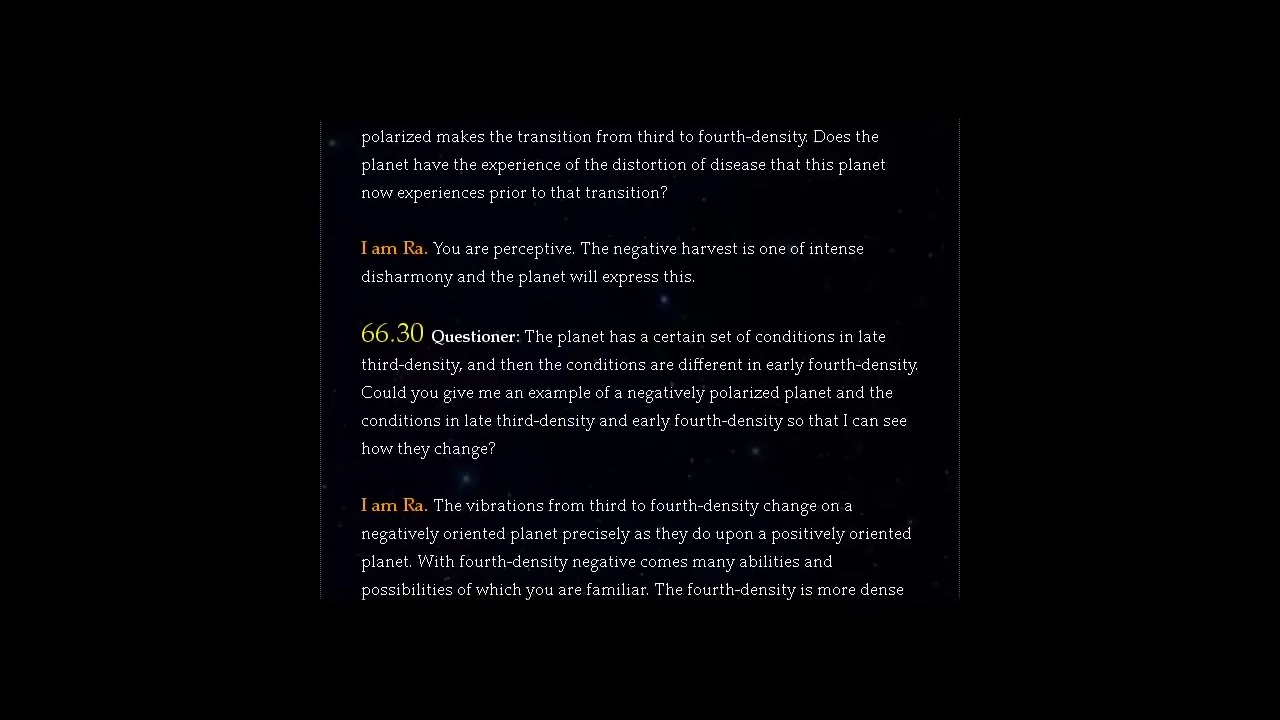 polarized makes the transition from third to fourth-density. Does the
planet have the experience of the distortion of disease that this planet
now experiences prior to that transition?
I am Ra. You are perceptive. The negative harvest is one of intense
disharmony and the planet will express this.
66.30 Questioner: The planet has a certain set of conditions in late
third-density, and then the conditions are different in early fourth-density.
Could you give me an example of a negatively polarized planet and the
conditions in late third-density and early fourth-density so that I can see
how they change?
I am Ra. The vibrations from third to fourth-density change on a
negatively oriented planet precisely as they do upon a positively oriented
planet. With fourth-density negative comes many abilities and
possibilities of which you are familiar. The fourth-density is more dense